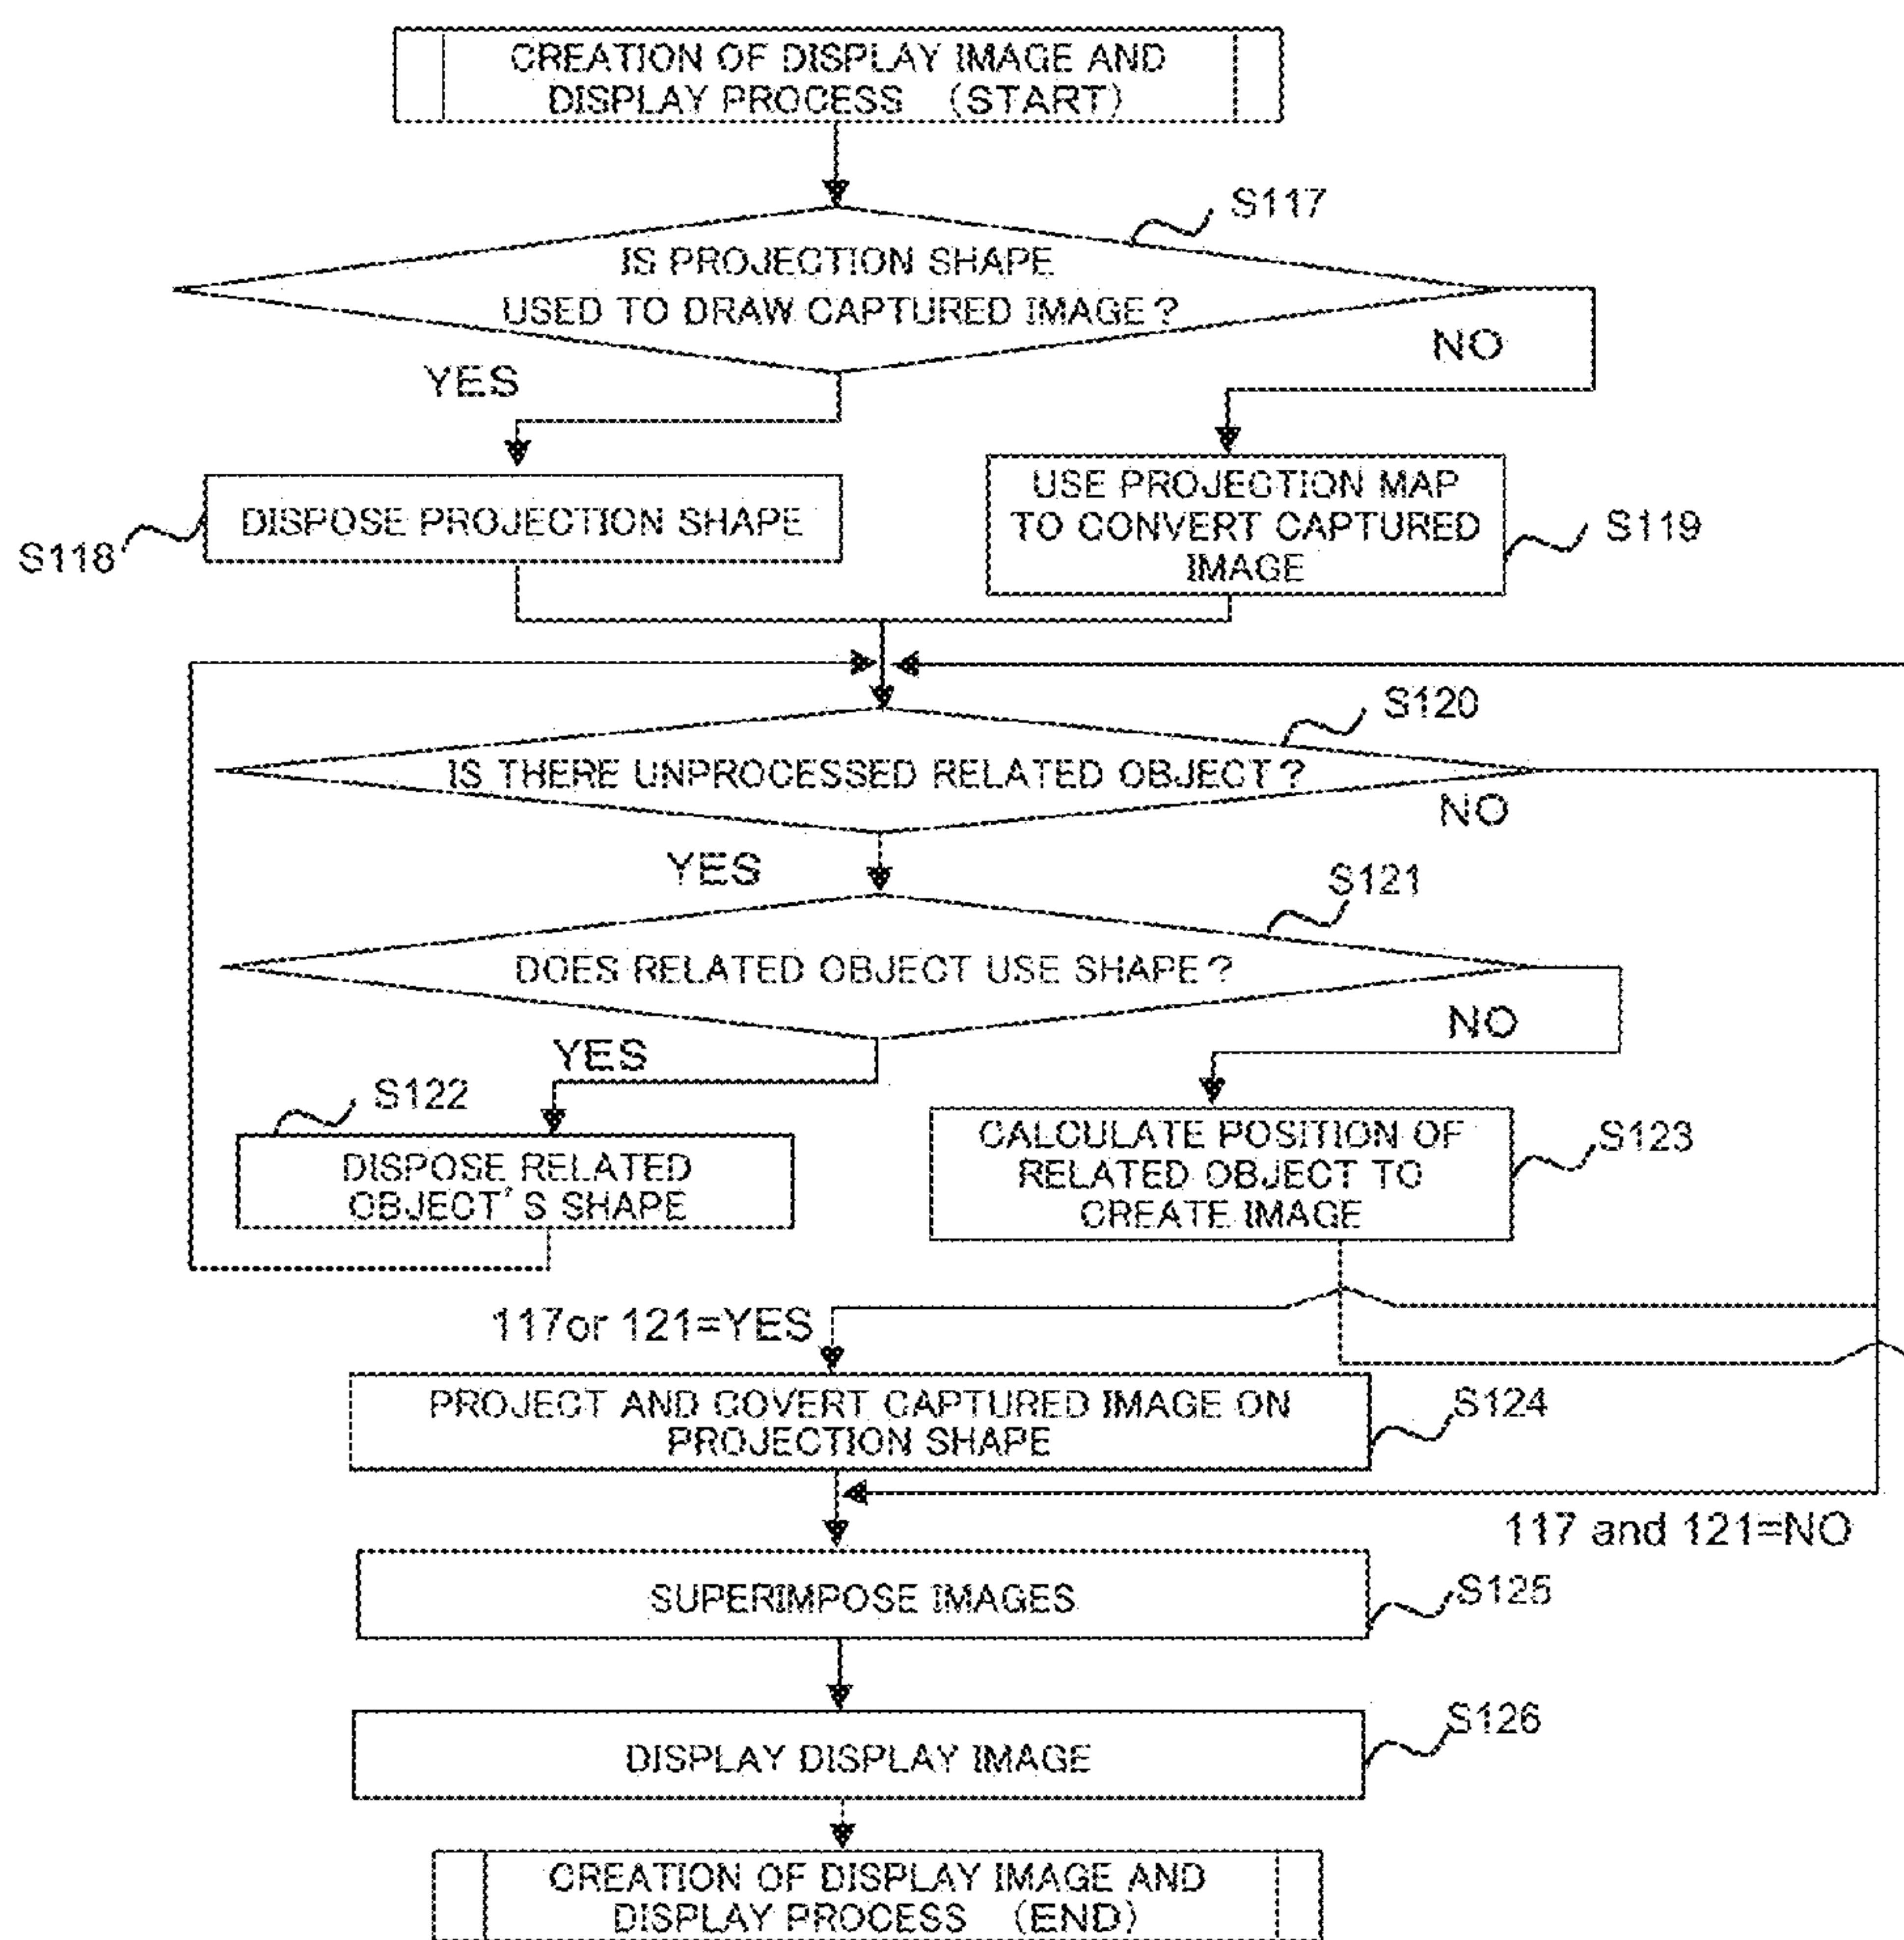 CREATION OF DISPLAY IMAGE AND
DISPLAY PROCESS (START)
S117
IS PROJECTION SHAPE
USED TO DRAW CAPTURED IMAGE?
NO
YES
USE PROJECTION MAP
TO CONVERT CAPTURED
IMAGE
S119
DISPOSE PROJECTION SHAPE
S118
S120
IS THERE UNPROCESSED RELATED OBJECT?
NO
YES
S121
DOES RELATED OBJECT USE SHAPE?
NO
YES
S122
DISPOSE RELATED
OBJECT'S SHAPE
CALCULATE POSITION OF
RELATED OBJECT TO
CREATE IMAGE
S123
117or 121=YES
PROJECT AND COVERT CAPTURED IMAGE ON
PROJECTION SHAPE
S124
117 and 121=NO
SUPERIMPOSE IMAGES
S125
DISPLAY DISPLAY IMAGE
S126
CREATION OF DISPLAY IMAGE AND
DISPLAY PROCESS (END)